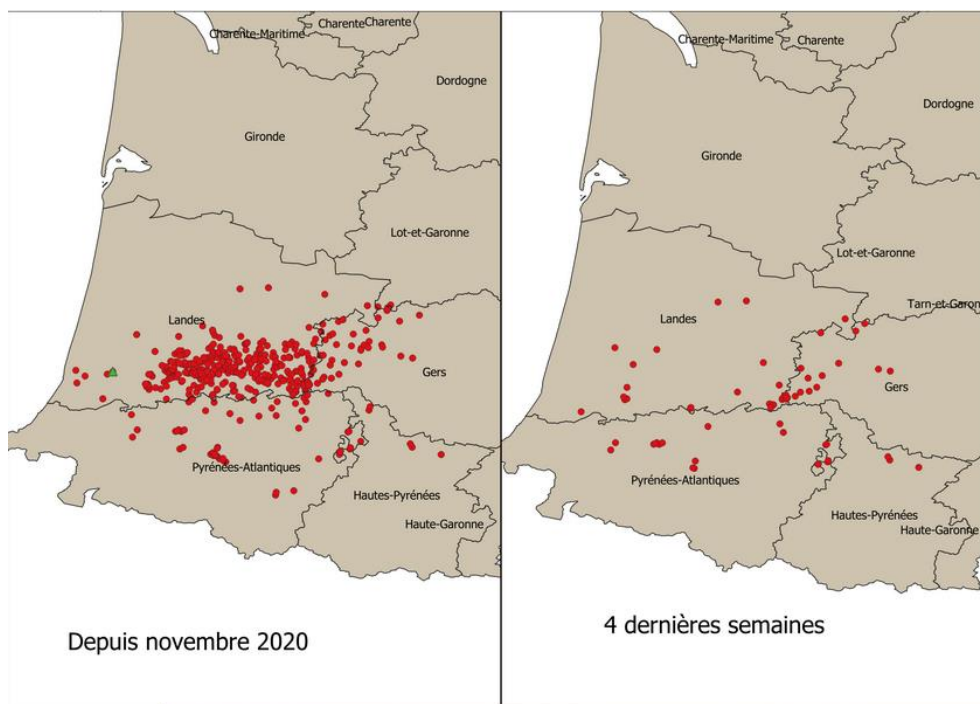 Charente-Maritime
Charente
Charente
Dordogne
Gironde
Lot-et-Garonne
Landes
Gers
Pyrénées-Atlantiques
Hautes-Pyrénées
Haute-Garonne
Depuis novembre 2020
Charente-Maritime
Charente
Dordogne
Gironde
Lot-et-Garonne
Tarn-et-Garon
Landes
Gers
Pyrénées-Atlantiques
Hautes-Pyrénées
Haute-Garonne
4 dernières semaines